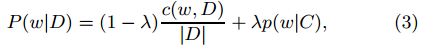 P(w|D) = (1 − λ) c(w, D) / |D| + λp(w|C), (3)